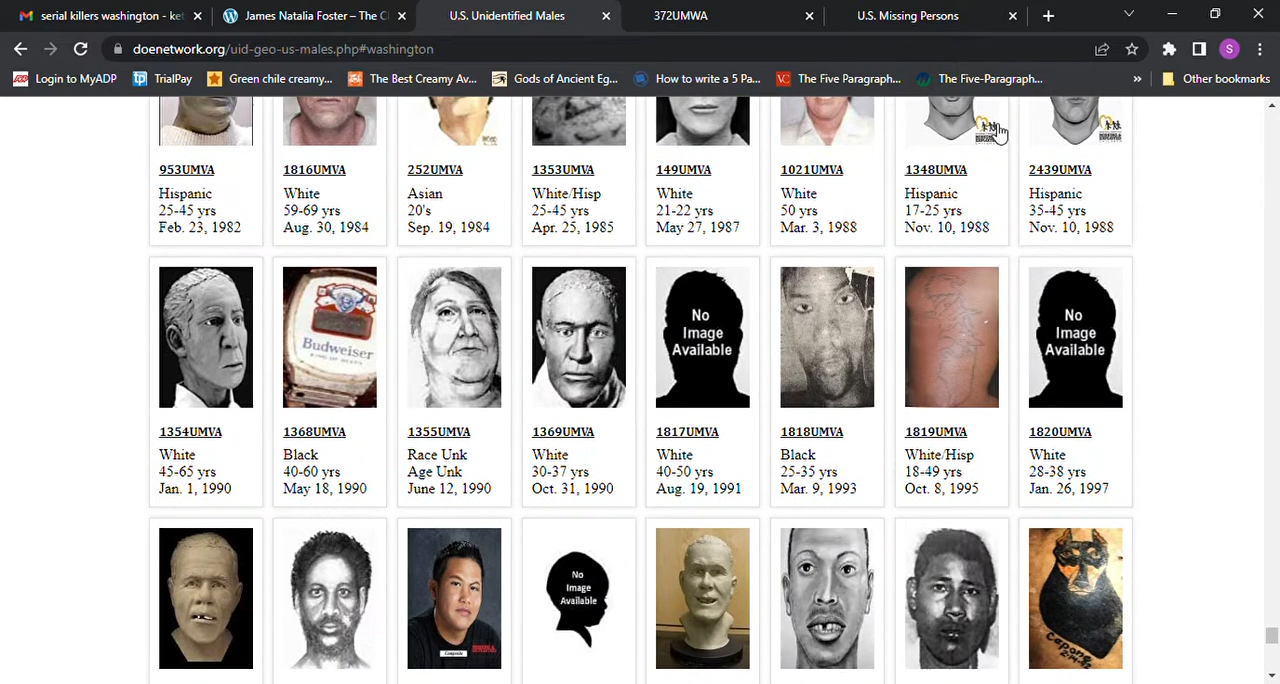 serial killers washington - ket
James Natalia Foster – The C
U.S. Unidentified Males
372UMWA
U.S. Missing Persons
doenetwork.org/uid-geo-us-males.php#washington
S
Login to MyADP
tp TrialPay
Green chile creamy...
The Best Creamy Av...
Gods of Ancient Eg...
How to write a 5 Pa...
VC The Five Paragraph...
The Five-Paragraph...
»
Other bookmarks
953UMVA
Hispanic
25-45 yrs
Feb. 23, 1982
1816UMVA
White
59-69 yrs
Aug. 30, 1984
252UMVA
Asian
20's
Sep. 19, 1984
1353UMVA
White/Hisp
25-45 yrs
Apr. 25, 1985
149UMVA
White
21-22 yrs
May 27, 1987
1021UMVA
White
50 yrs
Mar. 3, 1988
1348UMVA
Hispanic
17-25 yrs
Nov. 10, 1988
2439UMVA
Hispanic
35-45 yrs
Nov. 10, 1988
1354UMVA
White
45-65 yrs
Jan. 1, 1990
Budweiser
1368UMVA
Black
40-60 yrs
May 18, 1990
1355UMVA
Race Unk
Age Unk
June 12, 1990
1369UMVA
White
30-37 yrs
Oct. 31, 1990
No
Image
Available
1817UMVA
White
40-50 yrs
Aug. 19, 1991
1818UMVA
Black
25-35 yrs
Mar. 9, 1993
1819UMVA
White/Hisp
18-49 yrs
Oct. 8, 1995
No
Image
Available
1820UMVA
White
28-38 yrs
Jan. 26, 1997
No
Image
Available
Capone